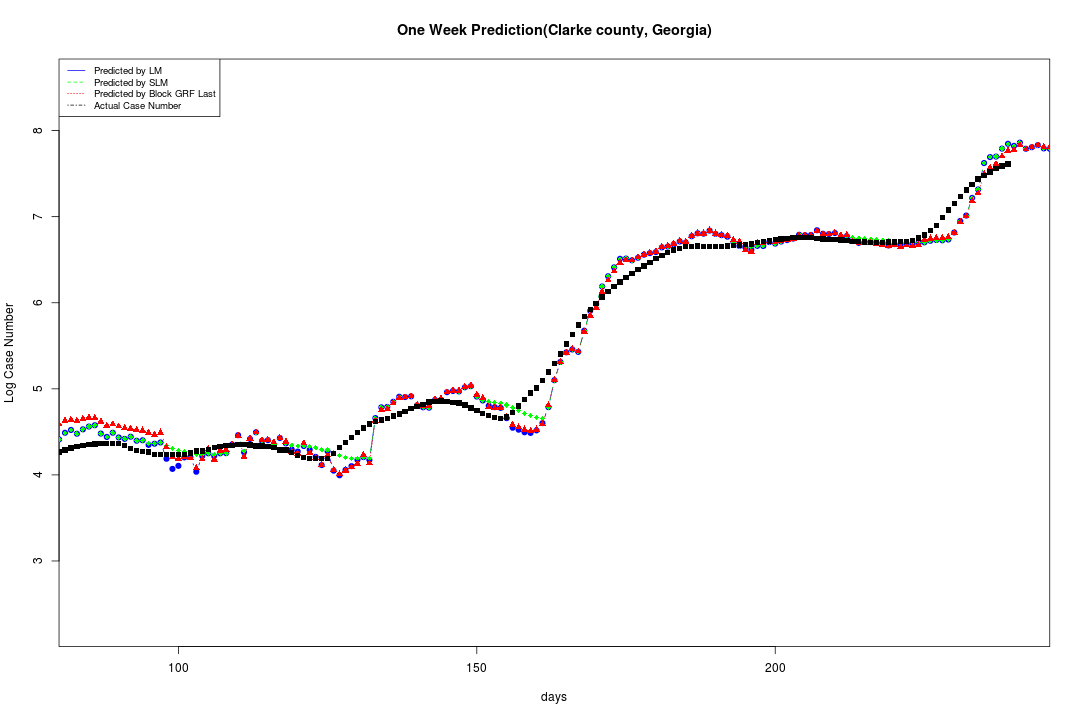 One Week Prediction(Clarke county, Georgia)
Predicted by LM
Predicted by SLM
Predicted by Block GRF Last
Actual Case Number
8
7
6
5
4
3
Log Case Number
100 150 200
days